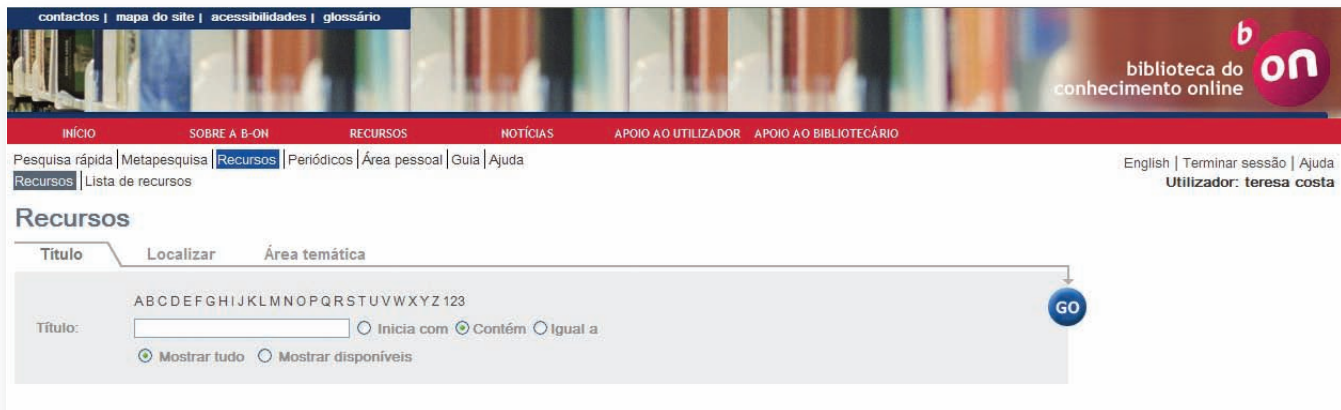 contactos | mapa do site | acessibilidades | glossário
b
on
biblioteca do
conhecimento online
INÍCIO SOBRE A B-ON RECURSOS NOTÍCIAS APOIO AO UTILIZADOR APOIO AO BIBLIOTECÁRIO
Pesquisa rápida | Metapesquisa | Recursos | Periódicos | Área pessoal | Guia | Ajuda
English | Terminar sessão | Ajuda
Recursos | Lista de recursos
Utilizador: teresa costa
Recursos
Título Localizar Área temática
A B C D E F G H I J K L M N O P Q R S T U V W X Y Z 123
GO
Título: Inicia com Contém Igual a
Mostrar tudo Mostrar disponíveis